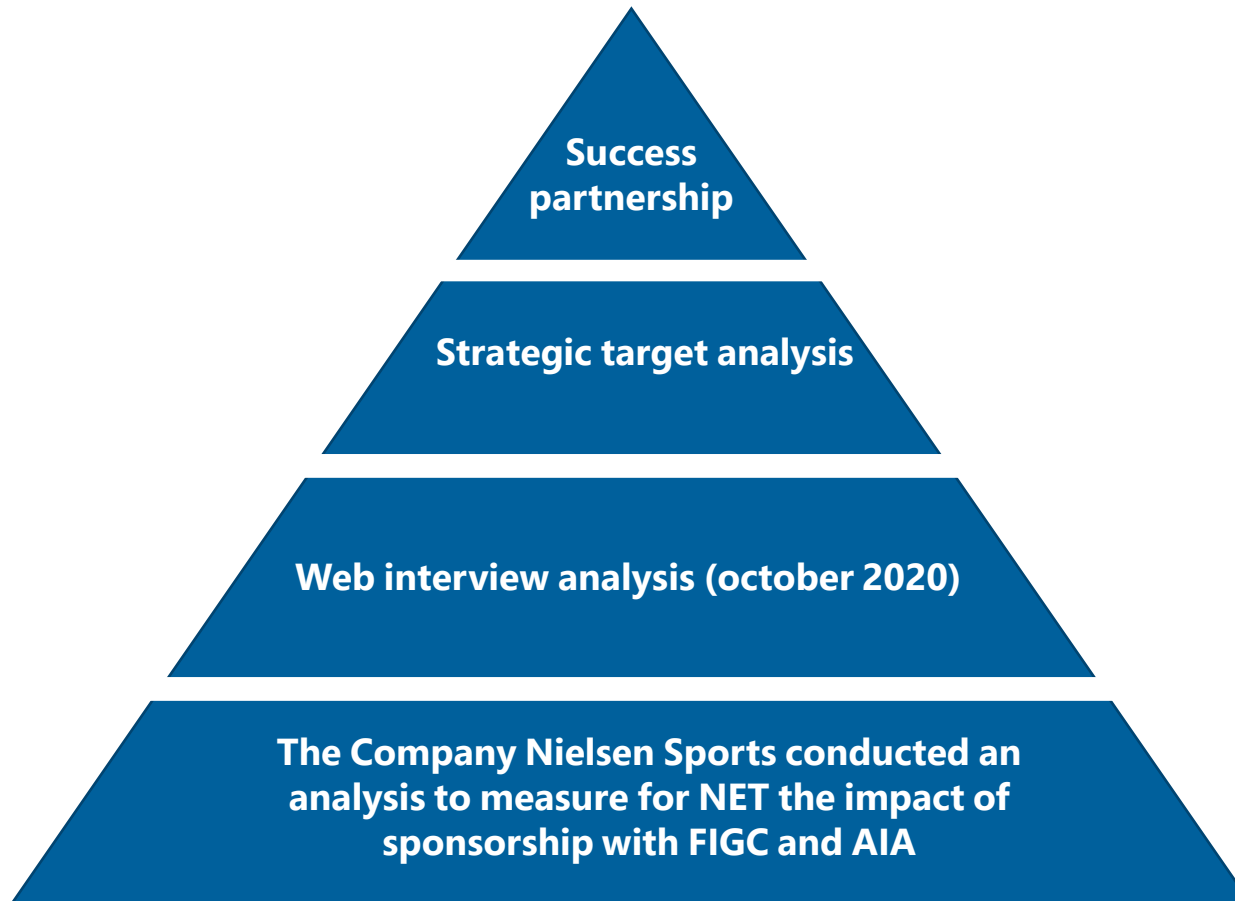 Success
partnership
Strategic target analysis
Web interview analysis (october 2020)
The Company Nielsen Sports conducted an
analysis to measure for NET the impact of
sponsorship with FIGC and AIA